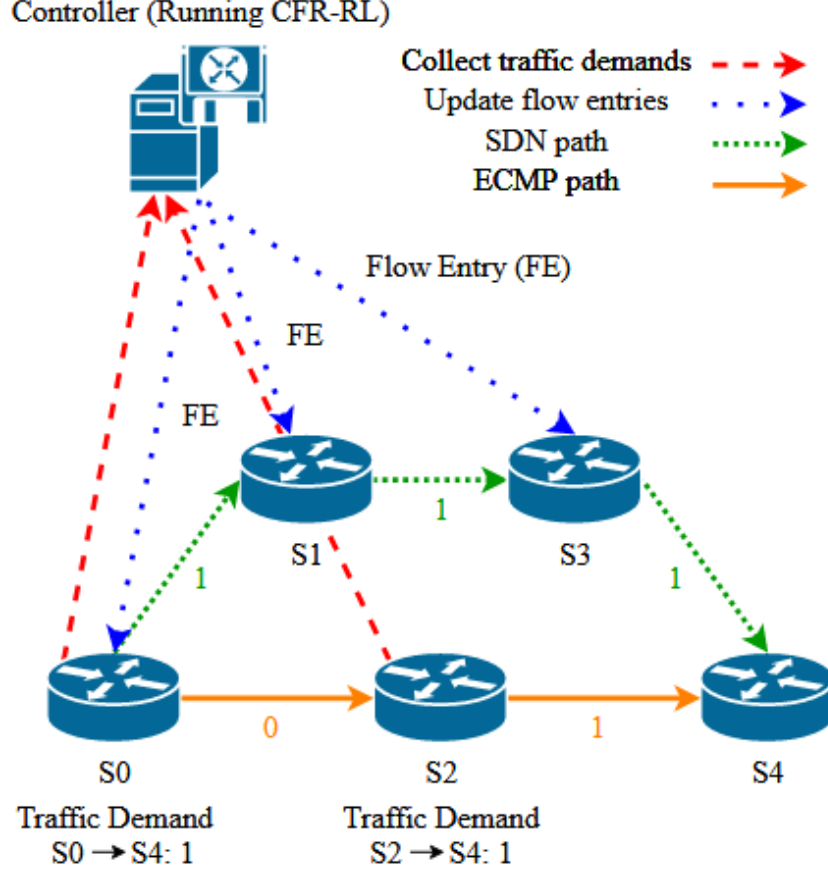 Controller (Running CFR-RL)
Collect traffic demands
Update flow entries
SDN path
ECMP path
Flow Entry (FE)
FE
FE
1
S1
S3
1
1
0
1
S0
S2
S4
Traffic Demand
S0 → S4: 1
Traffic Demand
S2 → S4: 1